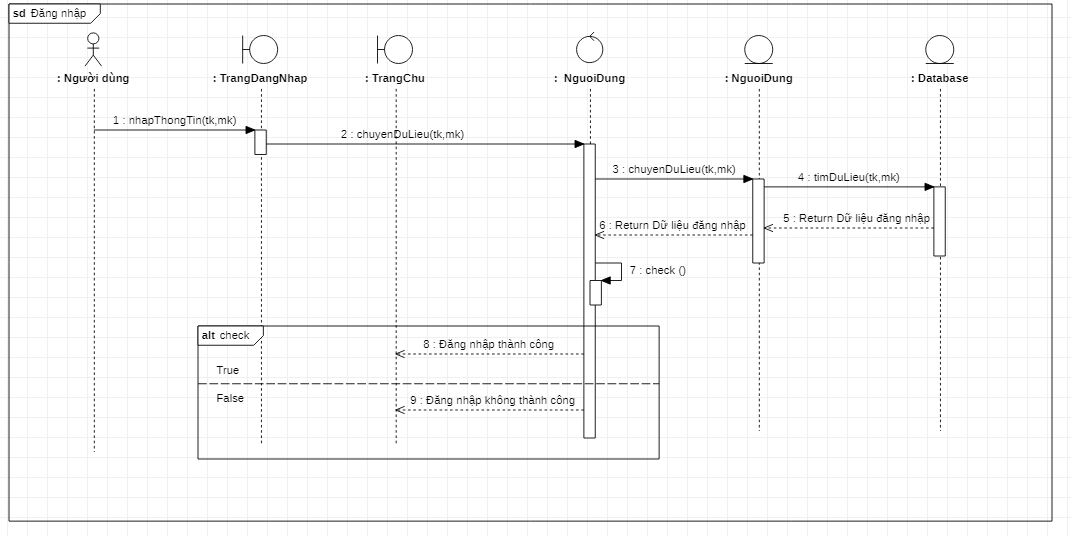 sd Đăng nhập
: Người dùng
: TrangDangNhap
: TrangChu
: NguoiDung
: NguoiDung
: Database
1 : nhapThongTin(tk,mk)
2 : chuyenDuLieu(tk,mk)
3 : chuyenDuLieu(tk,mk)
4 : timDuLieu(tk,mk)
5 : Return Dữ liệu đăng nhập
6 : Return Dữ liệu đăng nhập
7 : check ()
alt check
8 : Đăng nhập thành công
True
False
9 : Đăng nhập không thành công